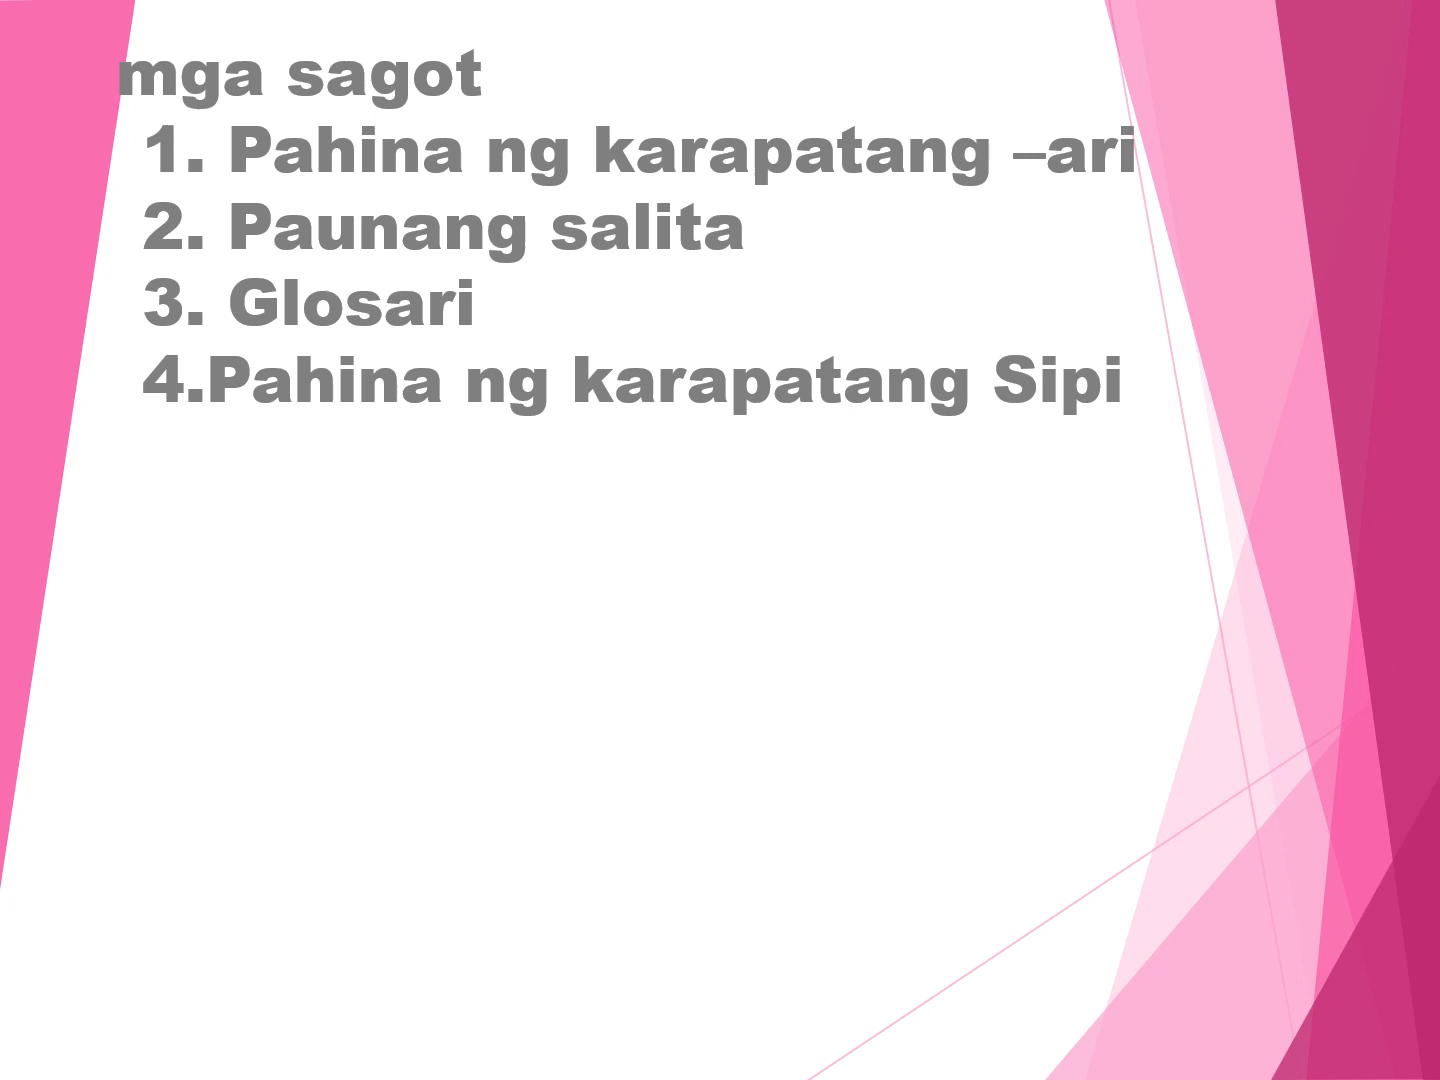 mga sagot
1. Pahina ng karapatang –ari
2. Paunang salita
3. Glosari
4.Pahina ng karapatang Sipi